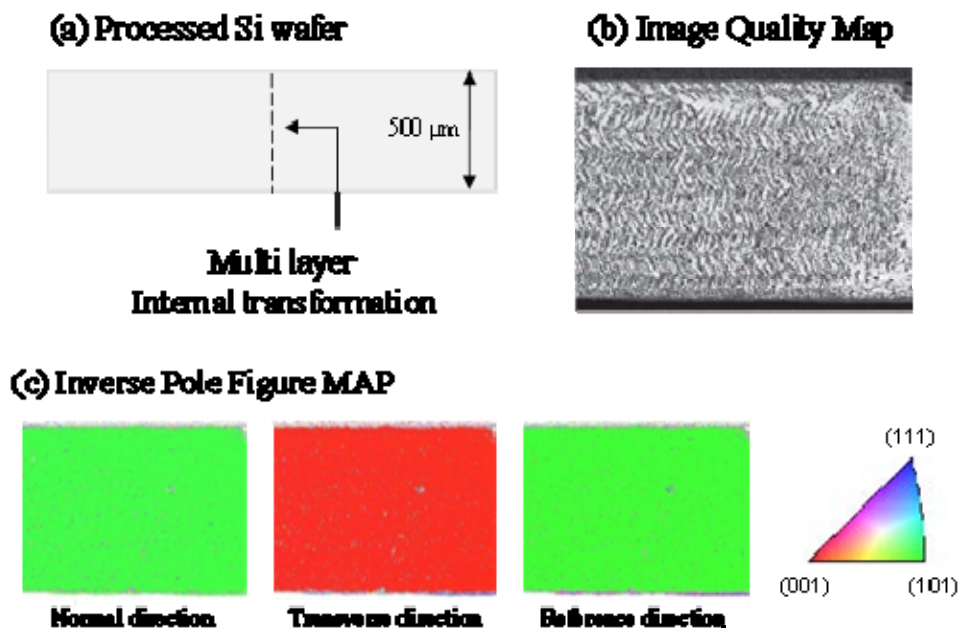 (a) Processed Si wafer
(b) Image Quality Map
500 μm
Multi layer
Internal transformation
(c) Inverse Pole Figure MAP
(111)
(001)
(101)
Normal direction
Transverse direction
Reference direction